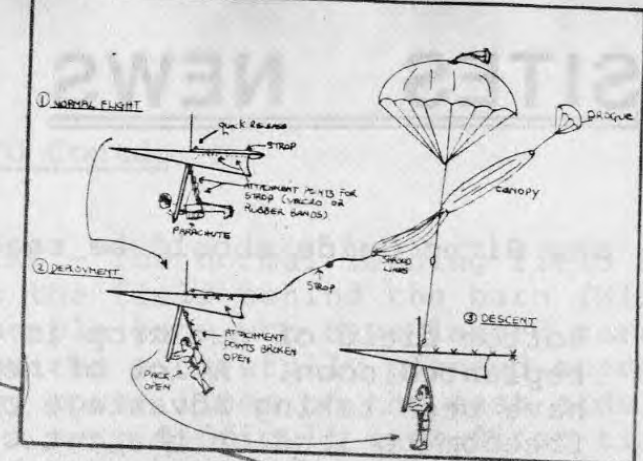 SITES NEWS
① NORMAL FLIGHT
QUICK RELEASE
STROP
ATTACHMENT POINTS FOR
STROP (VELCRO OR
RUBBER BANDS)
PARACHUTE
DROGUE
CANOPY
SHROUD
LINES
STROP
② DEPLOYMENT
ATTACHMENT
POINTS BROKEN
OPEN
PACK
OPEN
③ DESCENT